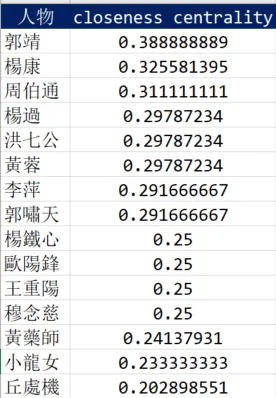 人物 closeness centrality
郭靖 0.388888889
楊康 0.325581395
周伯通 0.311111111
楊過 0.29787234
洪七公 0.29787234
黃蓉 0.29787234
李萍 0.291666667
郭嘯天 0.291666667
楊鐵心 0.25
歐陽鋒 0.25
王重陽 0.25
穆念慈 0.25
黃藥師 0.24137931
小龍女 0.233333333
丘處機 0.202898551